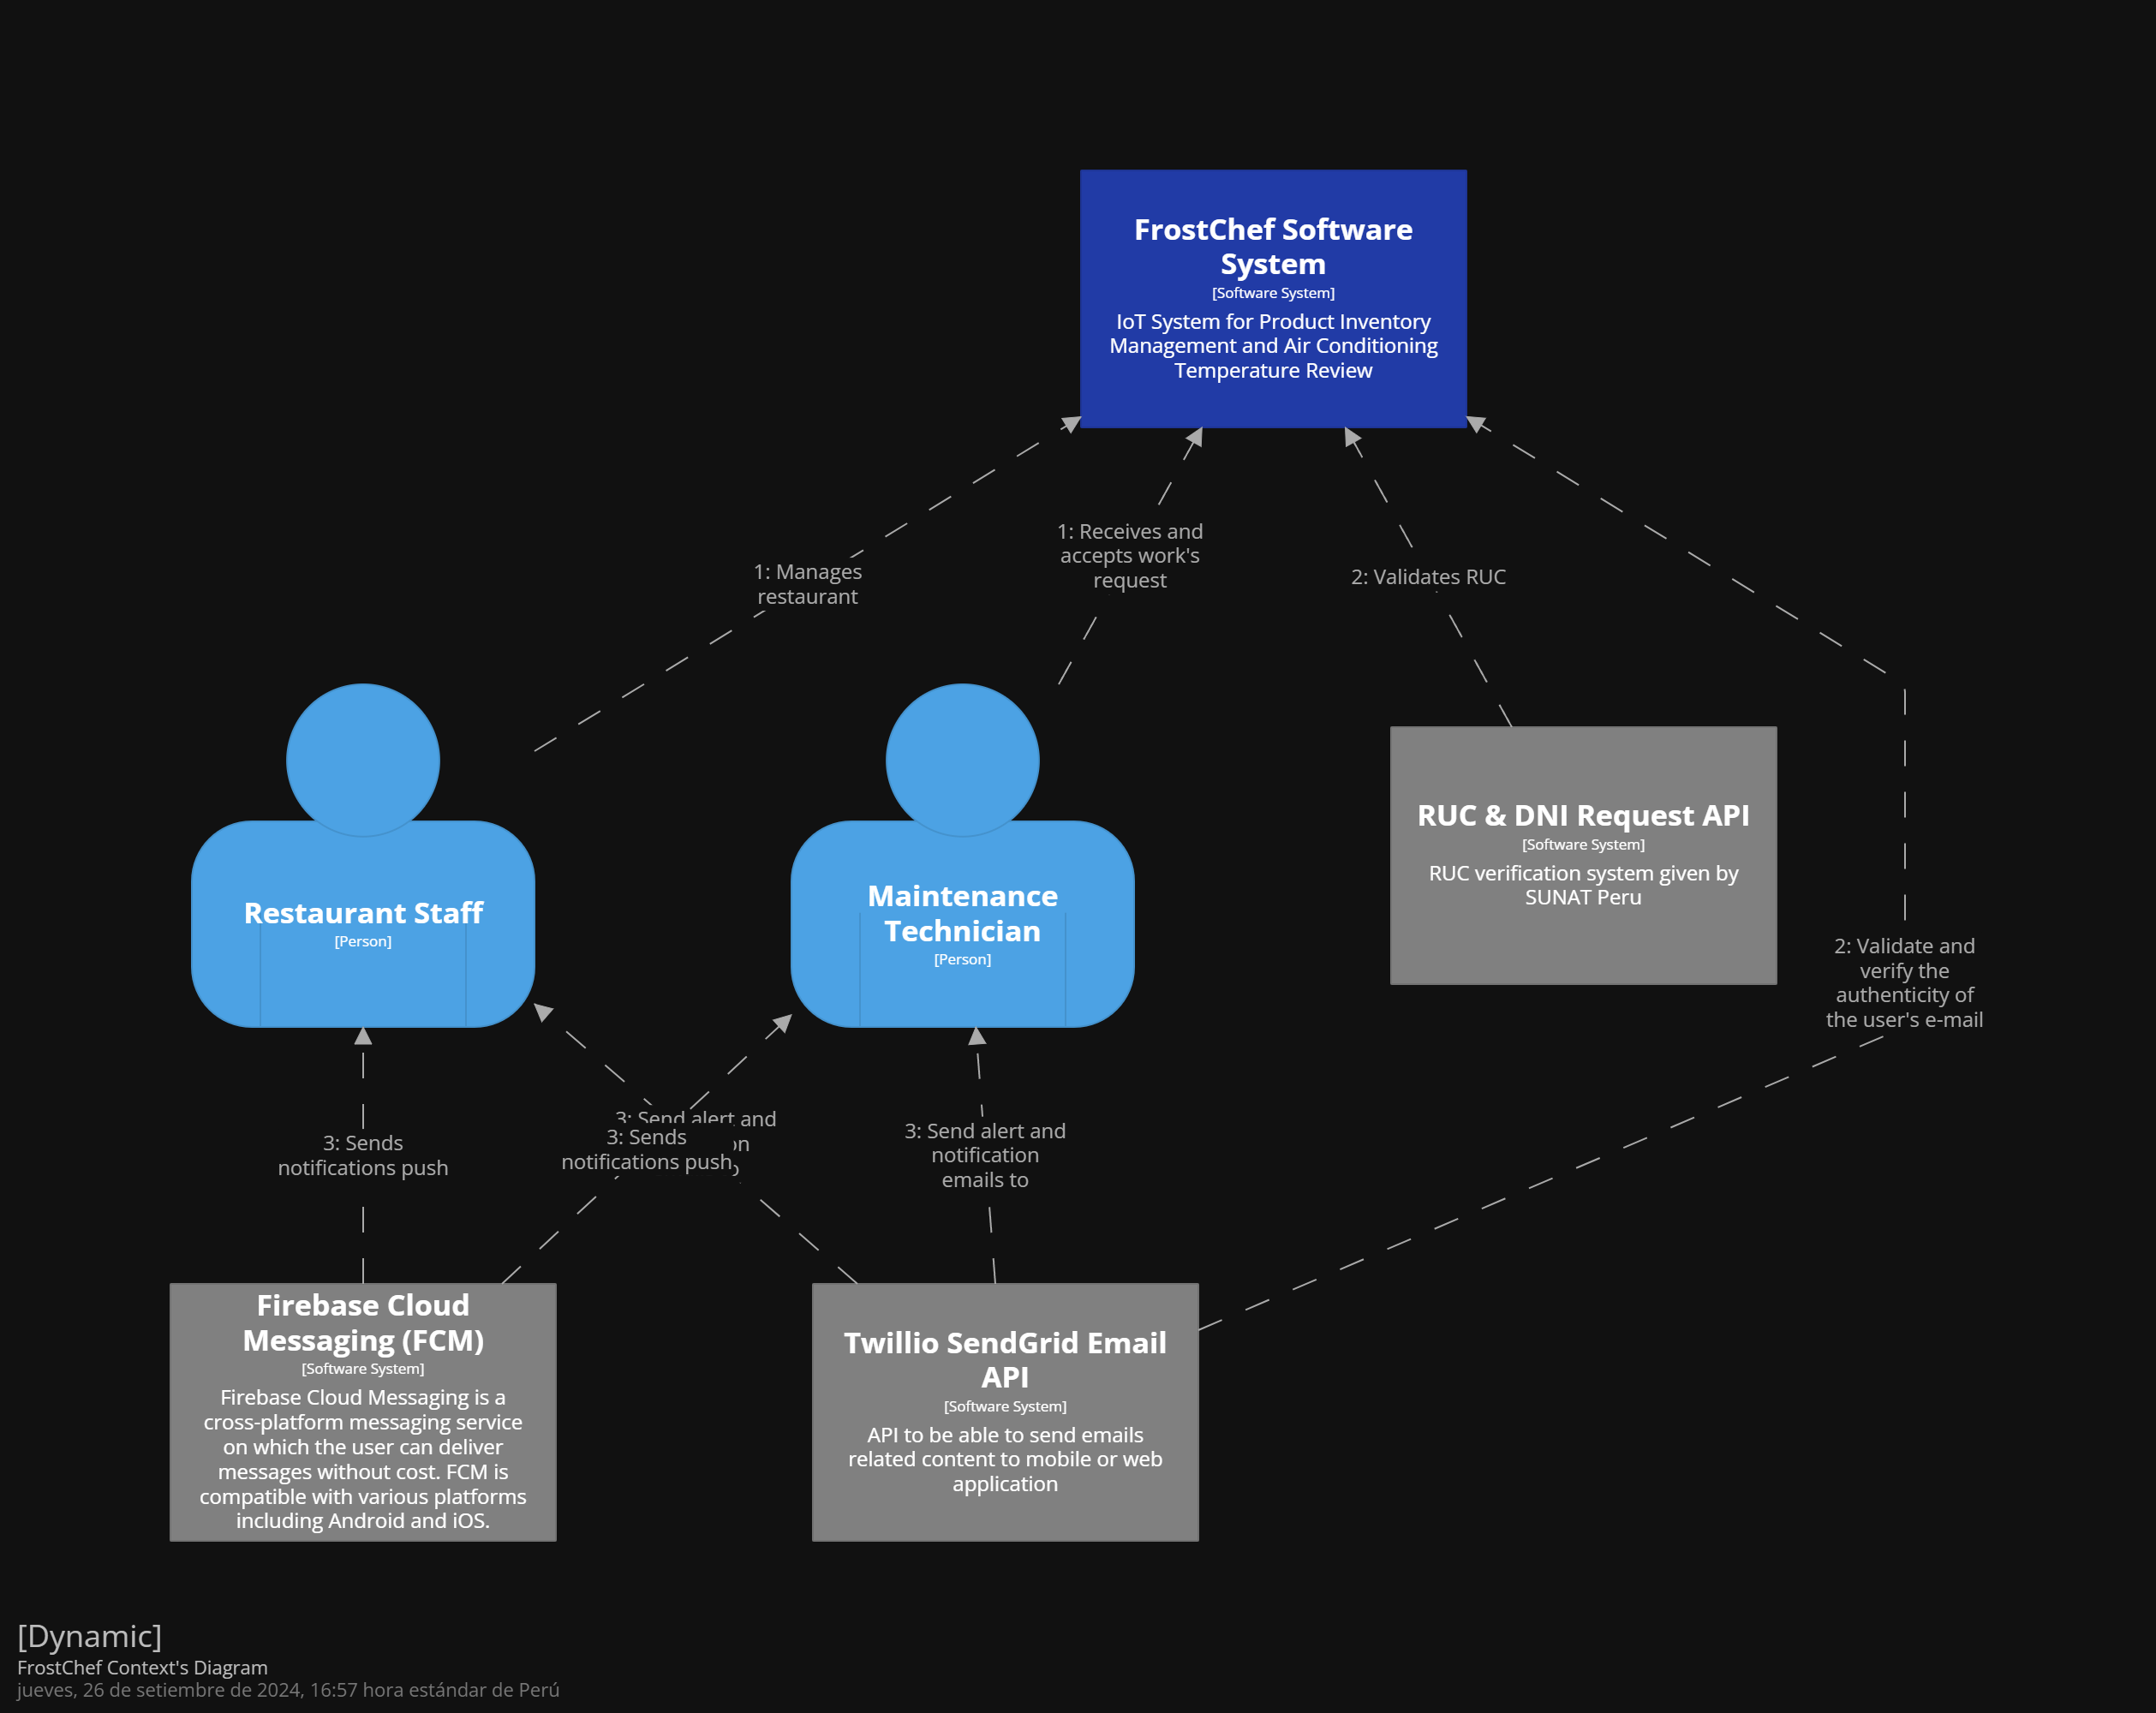 FrostChef Software
System
[Software System]
IoT System for Product Inventory
Management and Air Conditioning
Temperature Review
1: Manages
restaurant
1: Receives and
accepts work's
request
2: Validates RUC
Restaurant Staff
[Person]
Maintenance
Technician
[Person]
RUC & DNI Request API
[Software System]
RUC verification system given by
SUNAT Peru
2: Validate and
verify the
authenticity of
the user's e-mail
3: Sends
notifications push
3: Send alert and
3: Sends
notifications push
3: Send alert and
notification
emails to
Firebase Cloud
Messaging (FCM)
[Software System]
Firebase Cloud Messaging is a
cross-platform messaging service
on which the user can deliver
messages without cost. FCM is
compatible with various platforms
including Android and iOS.
Twillio SendGrid Email
API
[Software System]
API to be able to send emails
related content to mobile or web
application
[Dynamic]
FrostChef Context's Diagram
jueves, 26 de setiembre de 2024, 16:57 hora estándar de Perú